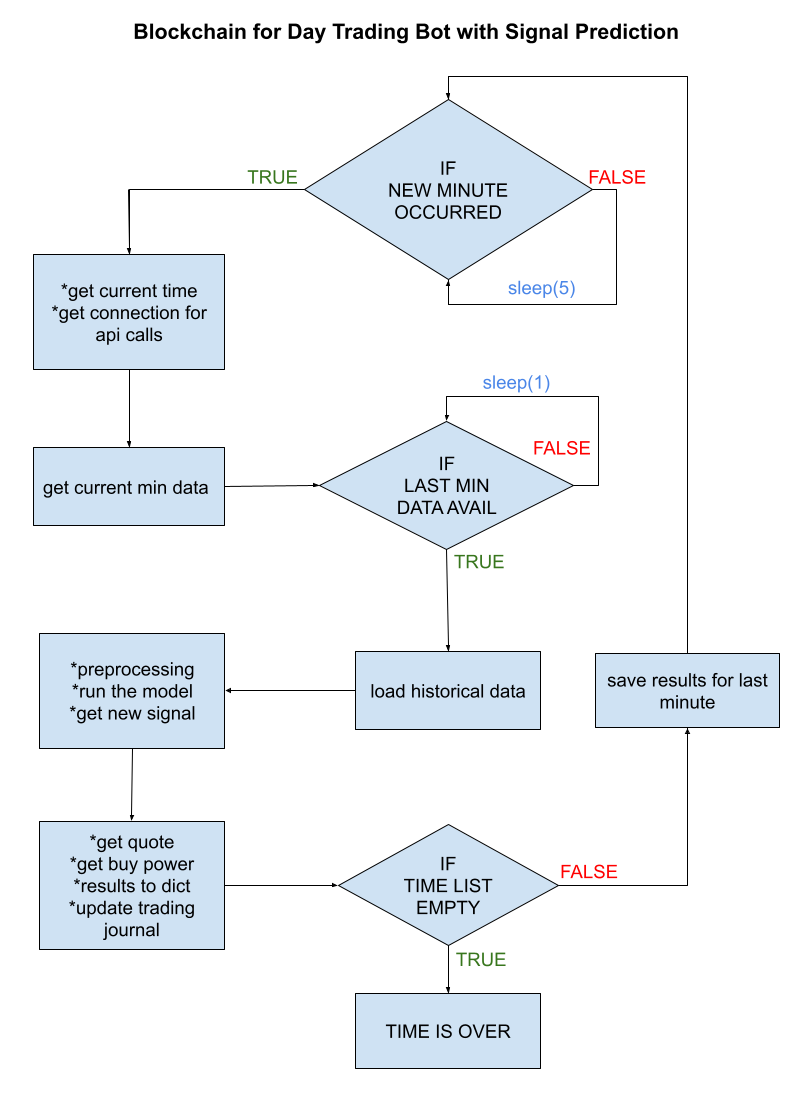 Blockchain for Day Trading Bot with Signal Prediction
IF
NEW MINUTE
OCCURRED
TRUE
FALSE
sleep(5)
*get current time
*get connection for
api calls
sleep(1)
get current min data
IF
LAST MIN
DATA AVAIL
FALSE
TRUE
load historical data
*preprocessing
*run the model
*get new signal
save results for last
minute
*get quote
*get buy power
*results to dict
*update trading
journal
IF
TIME LIST
EMPTY
FALSE
TRUE
TIME IS OVER